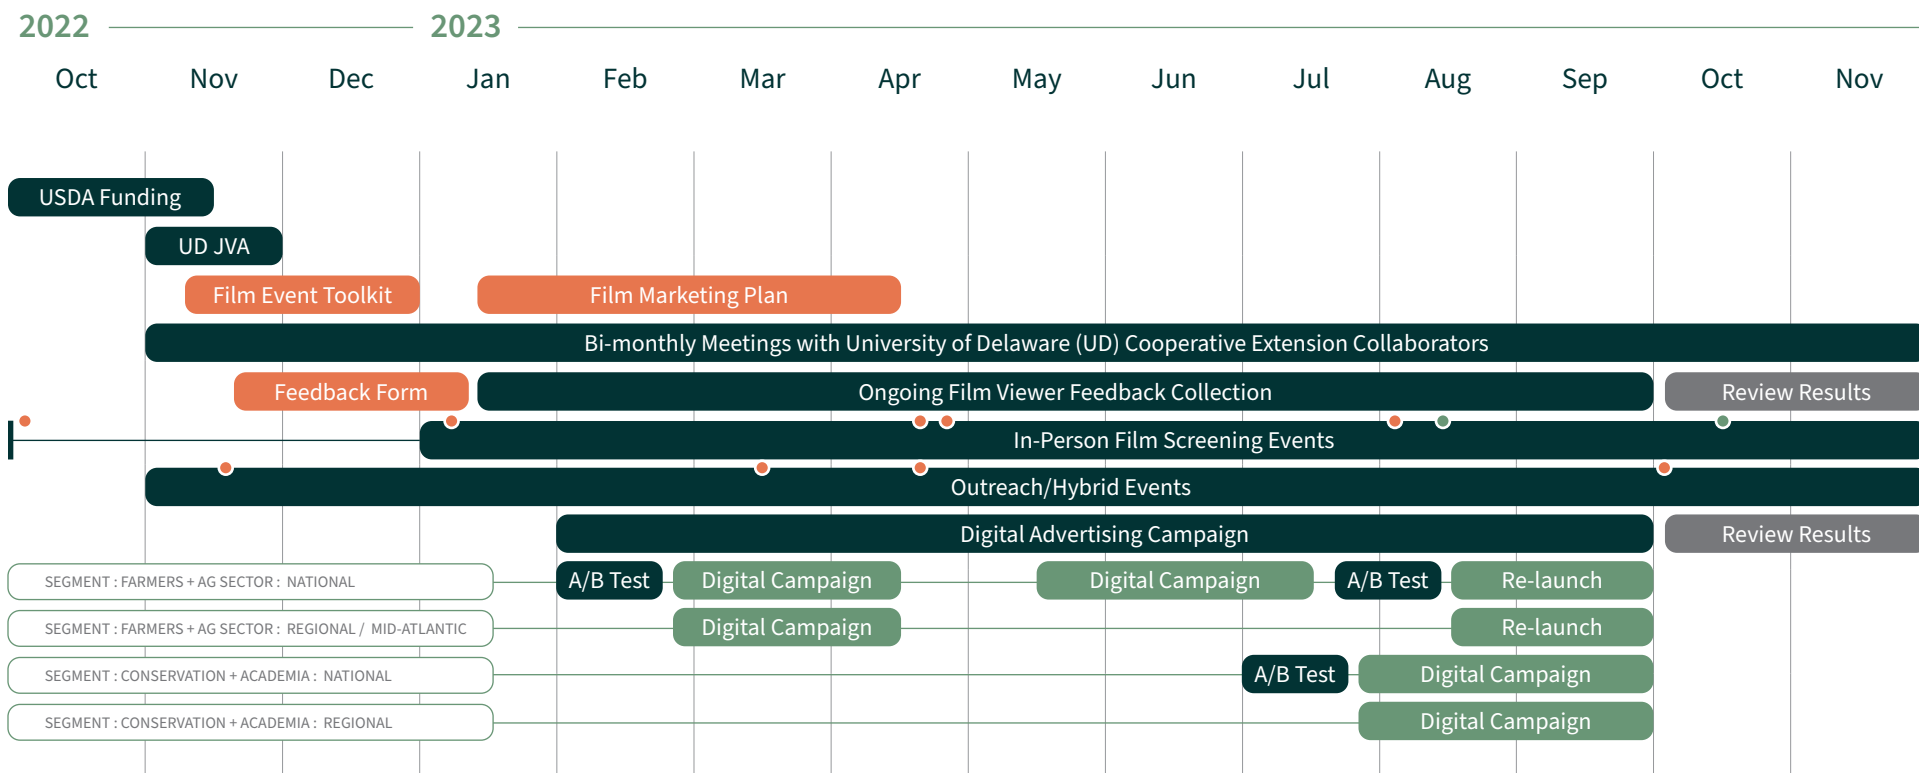 2022 2023
Oct Nov Dec Jan Feb Mar Apr May Jun Jul Aug Sep Oct Nov
USDA Funding
UD JVA
Film Event Toolkit Film Marketing Plan
Bi-monthly Meetings with University of Delaware (UD) Cooperative Extension Collaborators
Feedback Form Ongoing Film Viewer Feedback Collection Review Results
In-Person Film Screening Events
Outreach/Hybrid Events
Digital Advertising Campaign Review Results
SEGMENT : FARMERS + AG SECTOR : NATIONAL A/B Test Digital Campaign Digital Campaign A/B Test Re-launch
SEGMENT : FARMERS + AG SECTOR : REGIONAL / MID-ATLANTIC Digital Campaign Re-launch
SEGMENT : CONSERVATION + ACADEMIA : NATIONAL A/B Test Digital Campaign
SEGMENT : CONSERVATION + ACADEMIA : REGIONAL Digital Campaign